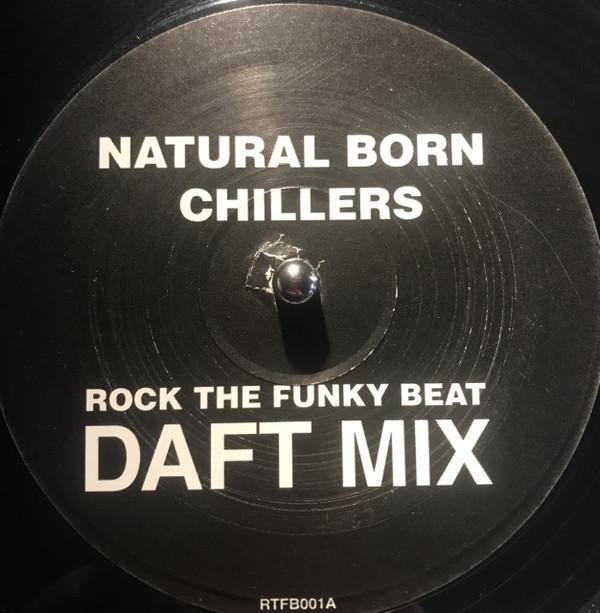 NATURAL BORN
CHILLERS
ROCK THE FUNKY BEAT
DAFT MIX
RTFB001A